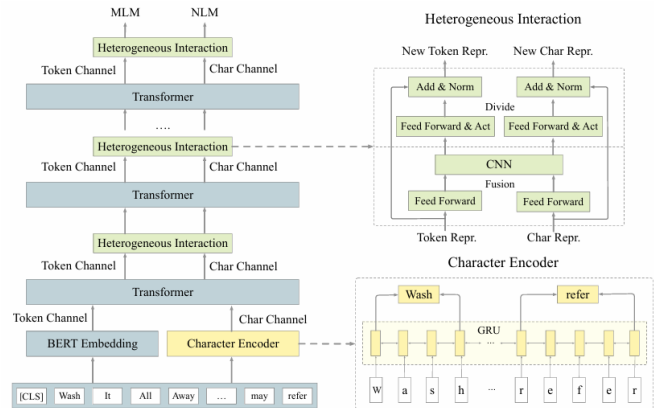 MLM NLM
Heterogeneous Interaction
Token Channel Char Channel
Transformer
....
Heterogeneous Interaction
Token Channel Char Channel
Transformer
Heterogeneous Interaction
Token Channel Char Channel
Transformer
Token Channel Char Channel
BERT Embedding Character Encoder
[CLS] Wash It All Away ... may refer
Heterogeneous Interaction
New Token Repr. New Char Repr.
Add & Norm Add & Norm
Divide
Feed Forward & Act Feed Forward & Act
CNN
Fusion
Feed Forward Feed Forward
Token Repr. Char Repr.
Character Encoder
Wash refer
GRU
...
W a s h ... r e f e r